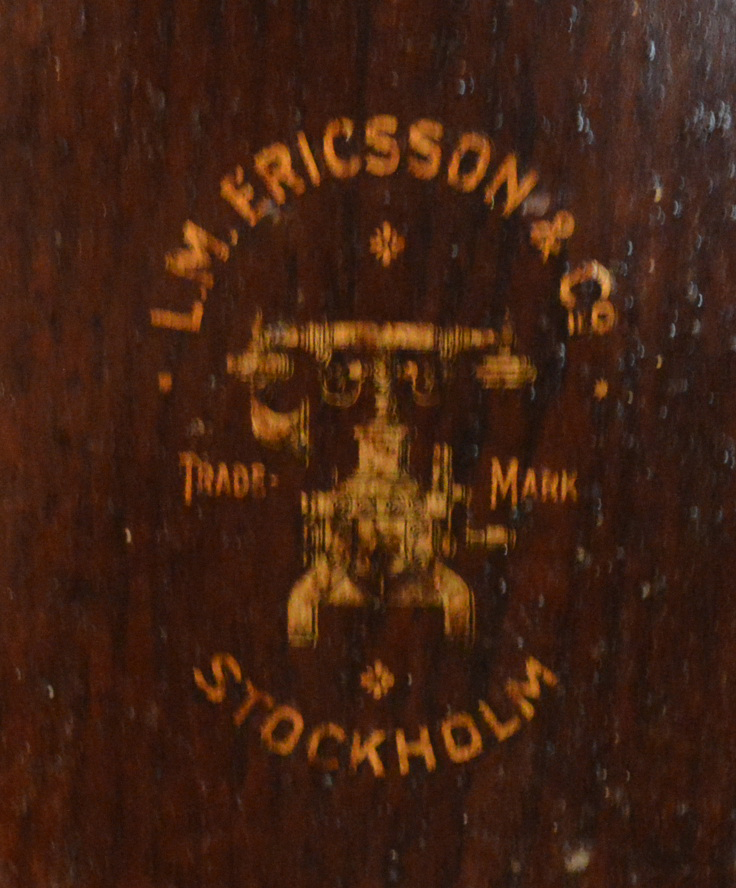 L.M. ERICSSON & Co
TRADE- MARK
STOCKHOLM